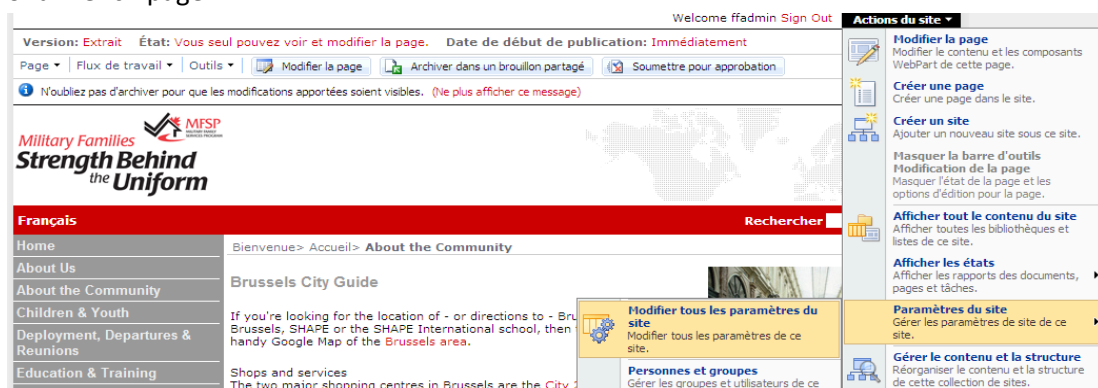 Welcome ffadmin Sign Out
Actions du site
Version: Extrait État: Vous seul pouvez voir et modifier la page. Date de début de publication: Immédiatement
Page Flux de travail Outils Modifier la page Archiver dans un brouillon partagé Soumettre pour approbation
N'oubliez pas d'archiver pour que les modifications apportées soient visibles. (Ne plus afficher ce message)
Military Families MFSP
Strength Behind
the Uniform
Français
Rechercher
Home
About Us
About the Community
Children & Youth
Deployment, Departures &
Reunions
Education & Training
Bienvenue> Accueil> About the Community
Brussels City Guide
If you're looking for the location of - or directions to - Bru
Brussels, SHAPE or the SHAPE International school, then
handy Google Map of the Brussels area.
Shops and services
The two major shopping centres in Brussels are the City
Modifier tous les paramètres du
site
Modifier tous les paramètres de ce
site.
Personnes et groupes
Gérer les groupes et utilisateurs de ce
Modifier la page
Modifier le contenu et les composants
WebPart de cette page.
Créer une page
Créer une page dans le site.
Créer un site
Ajouter un nouveau site sous ce site.
Masquer la barre d'outils
Modification de la page
Masquer l'état de la page et les
options d'édition pour la page.
Afficher tout le contenu du site
Afficher toutes les bibliothèques et
listes de ce site.
Afficher les états
Afficher les rapports des documents,
pages et tâches.
Paramètres du site
Gérer les paramètres de site de ce
site.
Gérer le contenu et la structure
Réorganiser le contenu et la structure
de cette collection de sites.